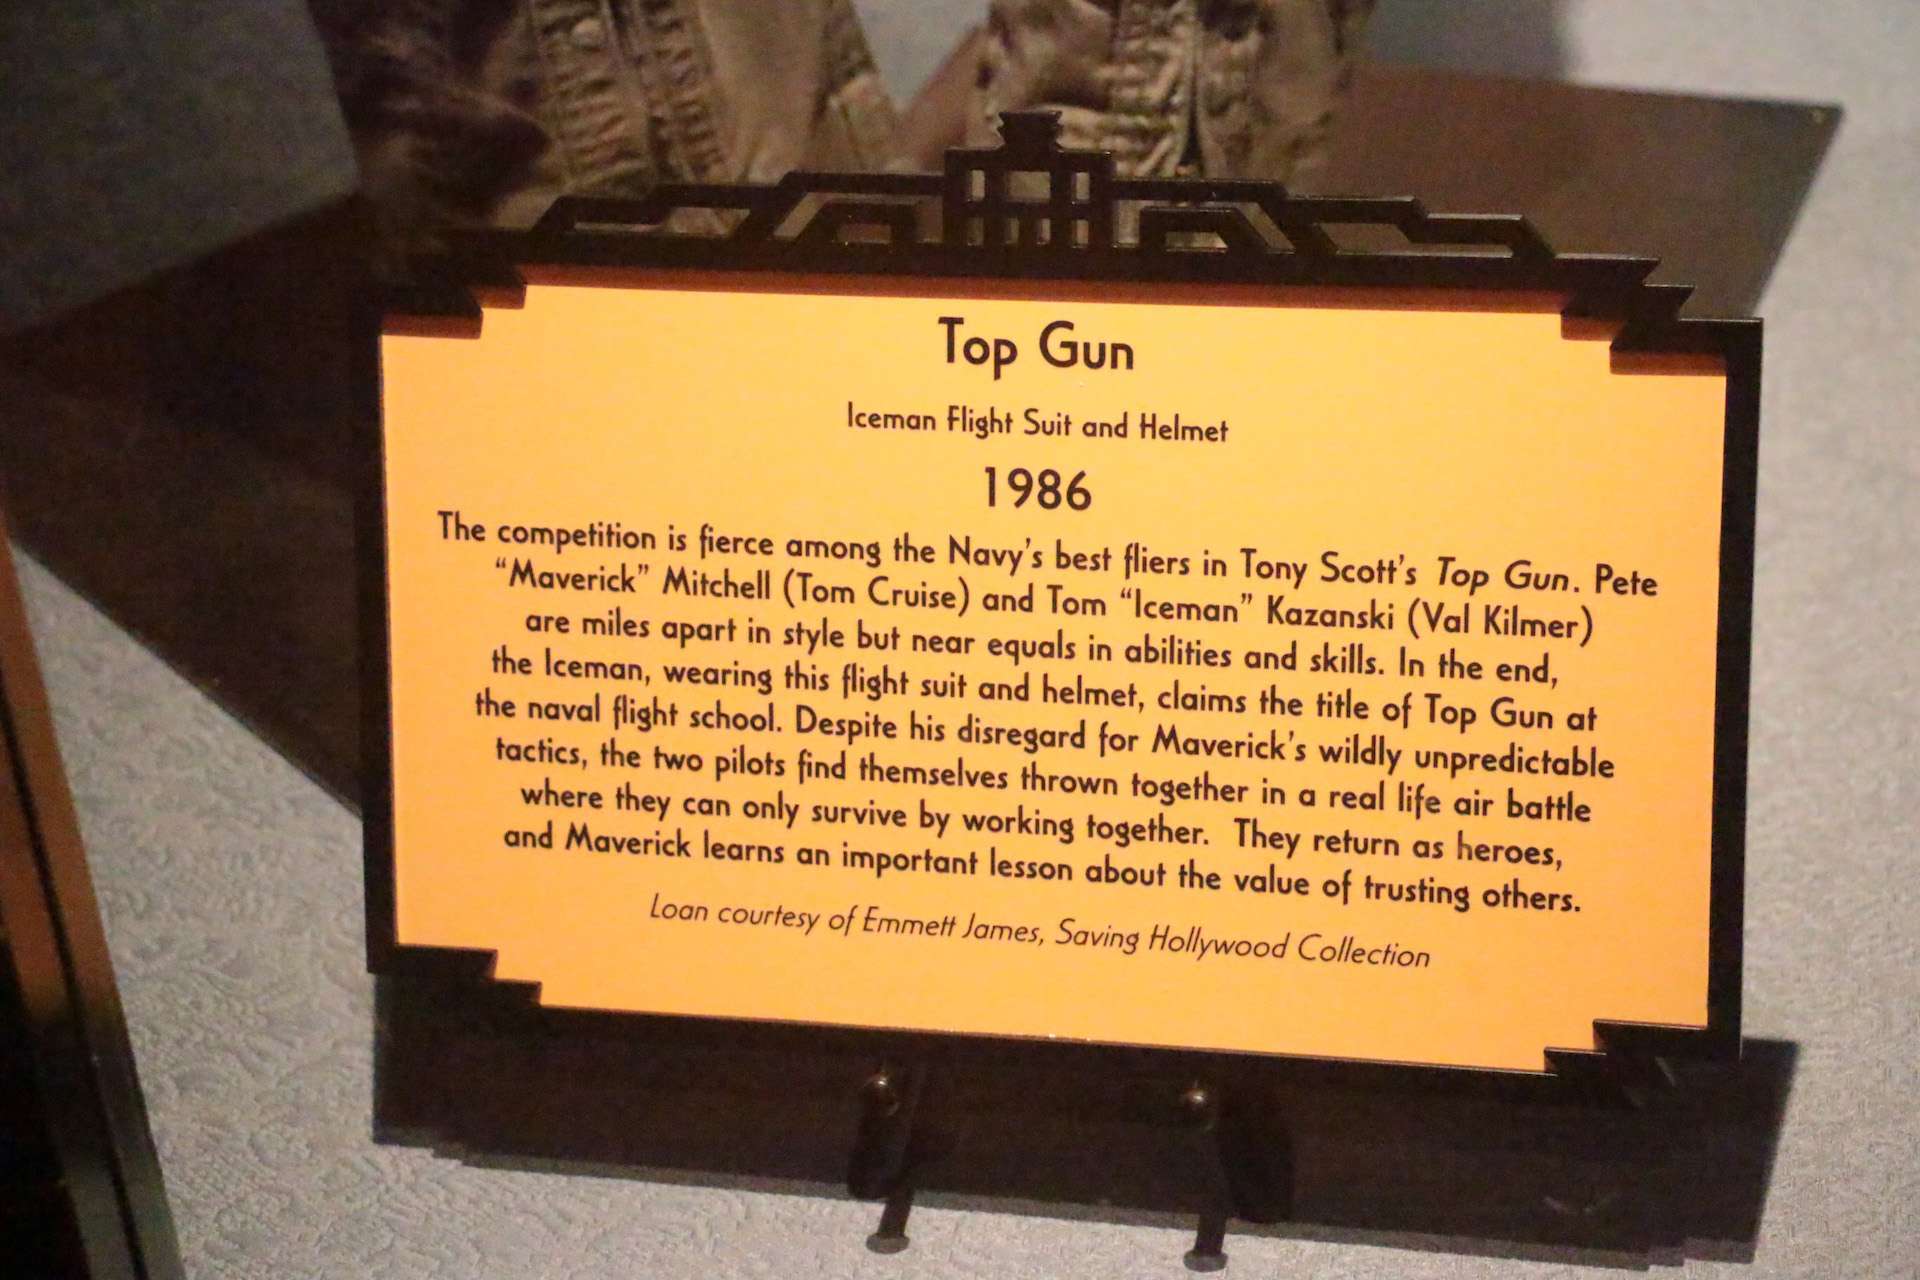 Top Gun
Iceman Flight Suit and Helmet
1986
The competition is fierce among the Navy's best fliers in Tony Scott's Top Gun. Pete
“Maverick” Mitchell (Tom Cruise) and Tom “Iceman” Kazanski (Val Kilmer)
are miles apart in style but near equals in abilities and skills. In the end,
the Iceman, wearing this flight suit and helmet, claims the title of Top Gun at
the naval flight school. Despite his disregard for Maverick's wildly unpredictable
tactics, the two pilots find themselves thrown together in a real life air battle
where they can only survive by working together. They return as heroes,
and Maverick learns an important lesson about the value of trusting others.
Loan courtesy of Emmett James, Saving Hollywood Collection